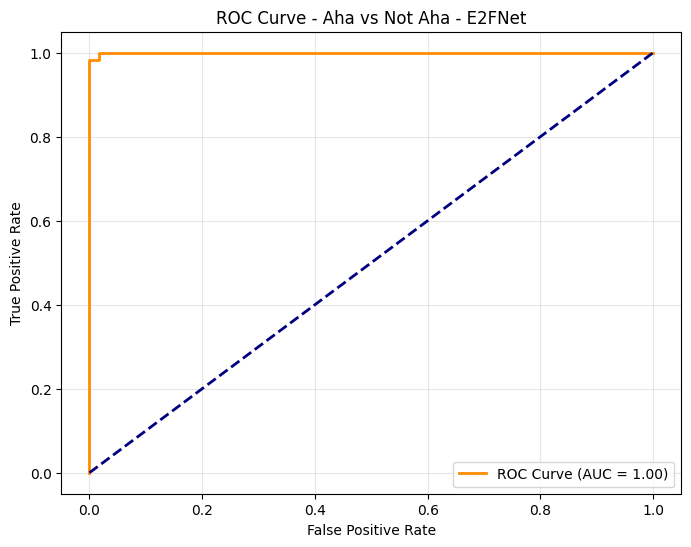 ROC Curve - Aha vs Not Aha - E2FNet
1.0
0.8
0.6
0.4
0.2
0.0
True Positive Rate
ROC Curve (AUC = 1.00)
0.0 0.2 0.4 0.6 0.8 1.0
False Positive Rate